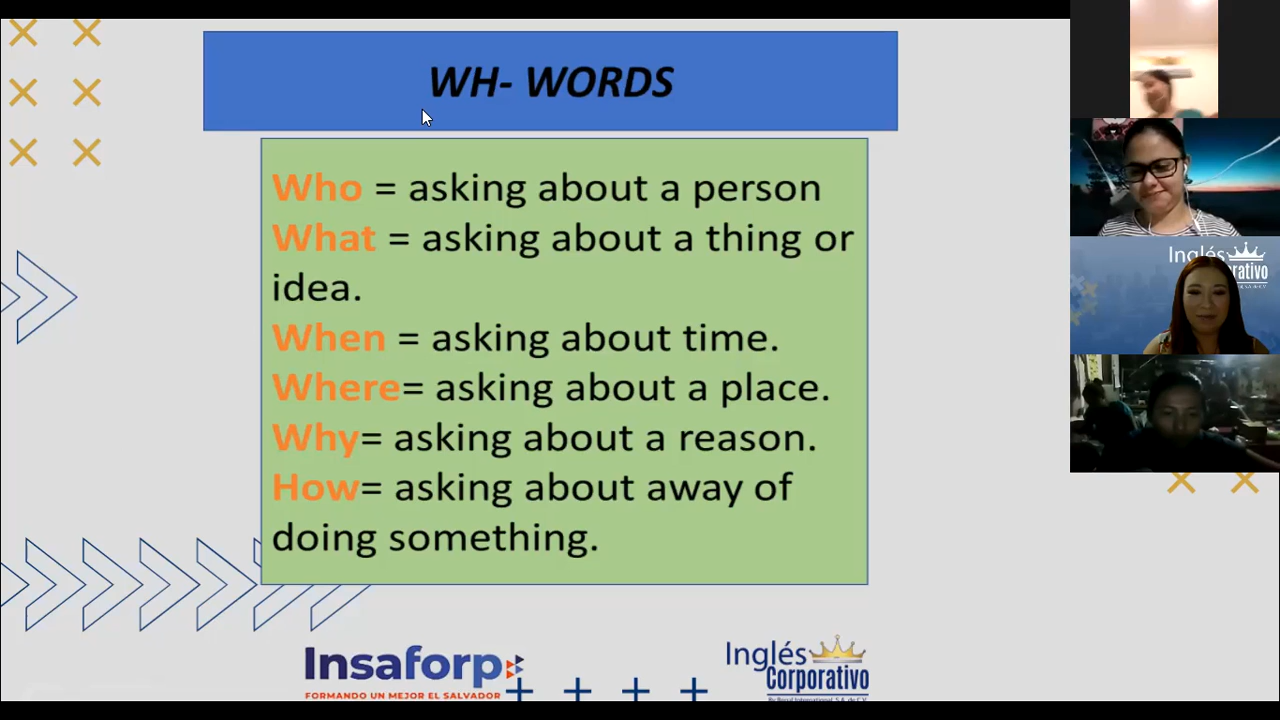 WH- WORDS
Who = asking about a person
What = asking about a thing or
idea.
When = asking about time.
Where= asking about a place.
Why= asking about a reason.
How= asking about away of
doing something.
Insaforp
FORMANDO UN MEJOR EL SALVADOR
Inglés
Corporativo
Inglés